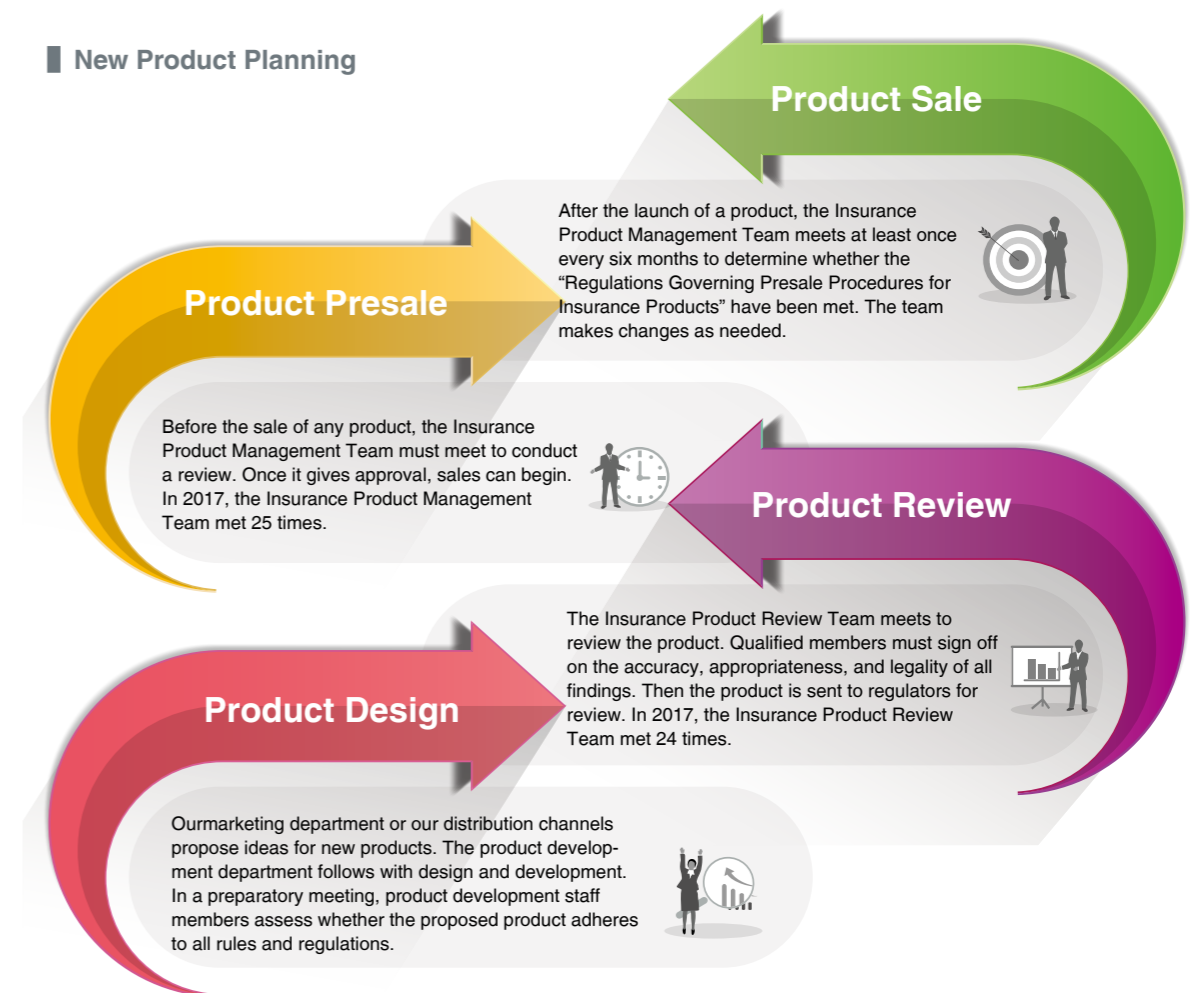 New Product Planning
Product Sale
After the launch of a product, the Insurance
Product Management Team meets at least once
every six months to determine whether the
“Regulations Governing Presale Procedures for
Insurance Products” have been met. The team
makes changes as needed.
Product Presale
Before the sale of any product, the Insurance
Product Management Team must meet to conduct
a review. Once it gives approval, sales can begin.
In 2017, the Insurance Product Management
Team met 25 times.
Product Review
The Insurance Product Review Team meets to
review the product. Qualified members must sign off
on the accuracy, appropriateness, and legality of all
findings. Then the product is sent to regulators for
review. In 2017, the Insurance Product Review
Team met 24 times.
Product Design
Ourmarketing department or our distribution channels
propose ideas for new products. The product develop-
ment department follows with design and development.
In a preparatory meeting, product development staff
members assess whether the proposed product adheres
to all rules and regulations.